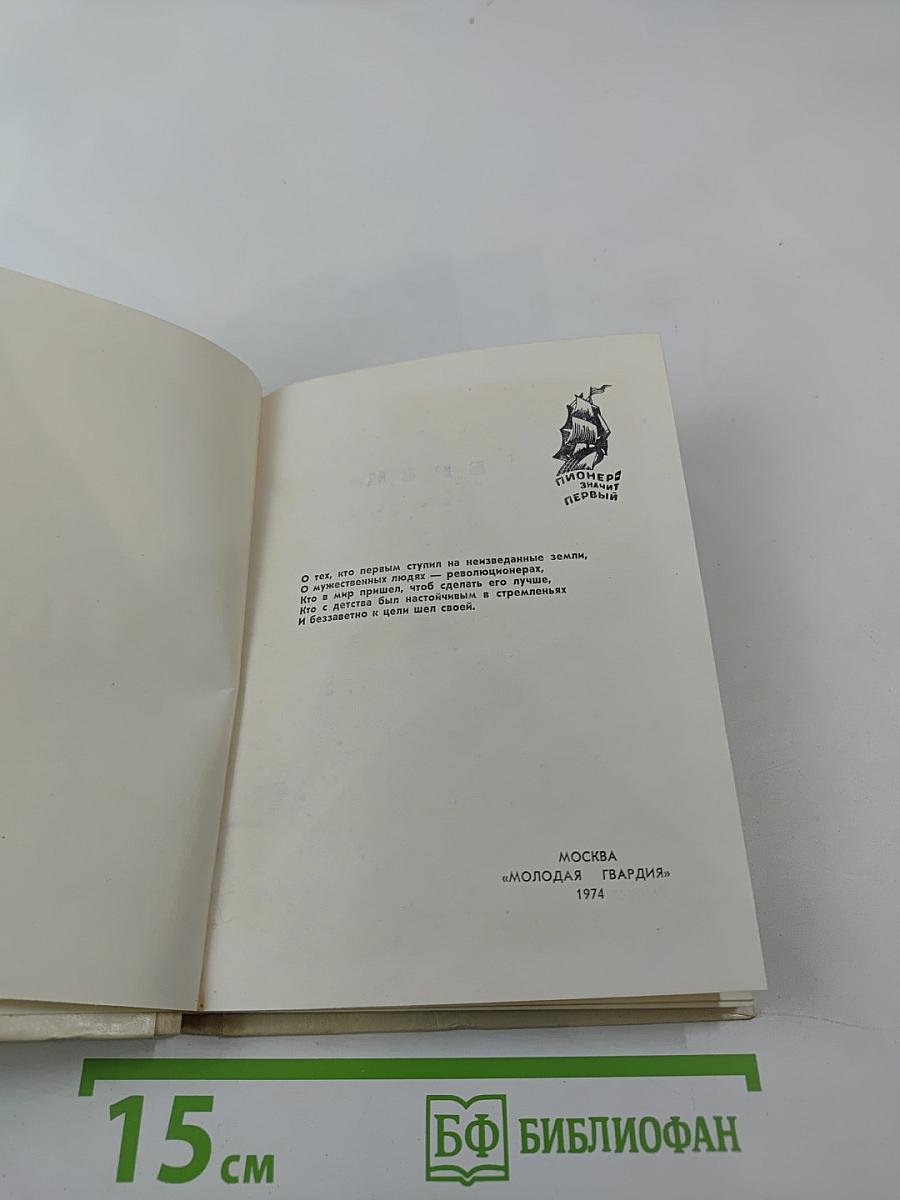 ПИОНЕР
ЗНАЧИТ
ПЕРВЫЙ
О тех, кто первым ступил на неизведанные земли,
О мужественных людях — революционерах,
Кто в мир пришел, чтоб сделать его лучше,
Кто с детства был настойчивым в стремленьях
И беззаветно к цели шел своей.
МОСКВА
«МОЛОДАЯ ГВАРДИЯ»
1974
15 см
БФ БИБЛИОФАН